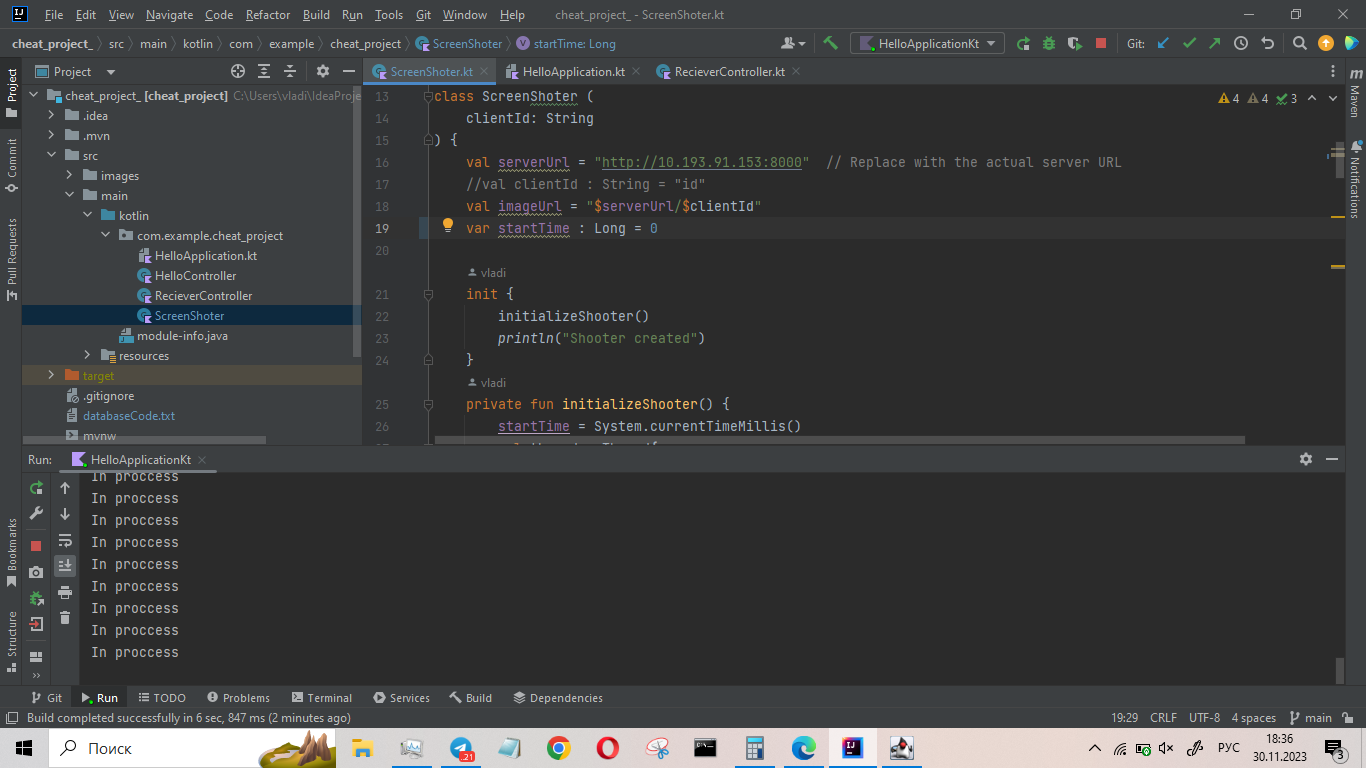 File Edit View Navigate Code Refactor Build Run Tools Git Window Help cheat_project_ - ScreenShoter.kt
cheat_project_ src main kotlin com example cheat_project ScreenShoter startTime: Long HelloApplicationKt Git:
Project
ScreenShoter.kt HelloApplication.kt RecieverController.kt
cheat_project_ [cheat_project] C:\Users\vladi\IdeaProje
.idea
.mvn
src
images
main
kotlin
com.example.cheat_project
HelloApplication.kt
HelloController
RecieverController
ScreenShoter
module-info.java
resources
target
.gitignore
databaseCode.txt
mvnw
Project
Commit
Pull Requests
Bookmarks
Structure
13 class ScreenShoter (
14 clientId: String
15 ) {
16 val serverUrl = "http://10.193.91.153:8000" // Replace with the actual server URL
17 //val clientId : String = "id"
18 val imageUrl = "$serverUrl/$clientId"
19 var startTime : Long = 0
20
vladi
21 init {
22 initializeShooter()
23 println("Shooter created")
24 }
vladi
25 private fun initializeShooter() {
26 startTime = System.currentTimeMillis()
4 4 3
Maven
Notifications
Run: HelloApplicationKt
In proccess
In proccess
In proccess
In proccess
In proccess
In proccess
In proccess
In proccess
In proccess
Git Run TODO Problems Terminal Services Build Dependencies
Build completed successfully in 6 sec, 847 ms (2 minutes ago) 19:29 CRLF UTF-8 4 spaces main
Поиск
21
РУС
18:36
30.11.2023
3